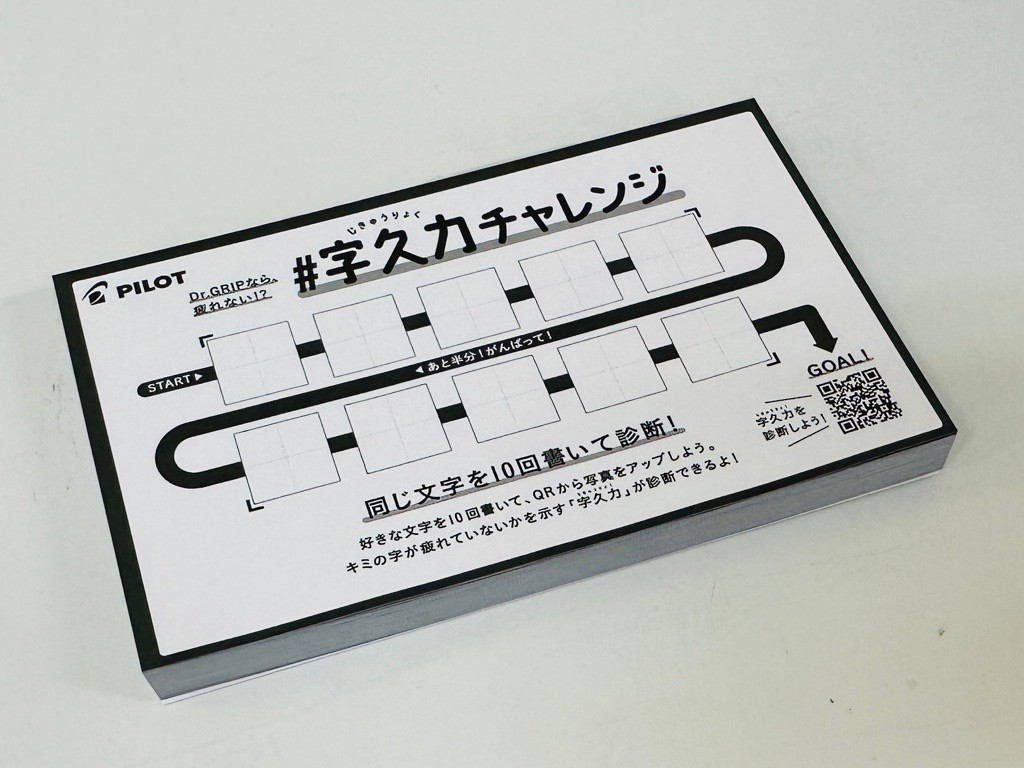 PILOT
Dr.GRIPなら、
疲れない!?
じきゅうりょく
#字久力チャレンジ
START▶
◀あと半分!がんばって!
GOAL!
じきゅうりょく
字久力を
診断しよう!
同じ文字を10回書いて診断!
好きな文字を10回書いて、QRから写真をアップしよう。
じきゅうりょく
キミの字が疲れていないかを示す「字久力」が診断できるよ!